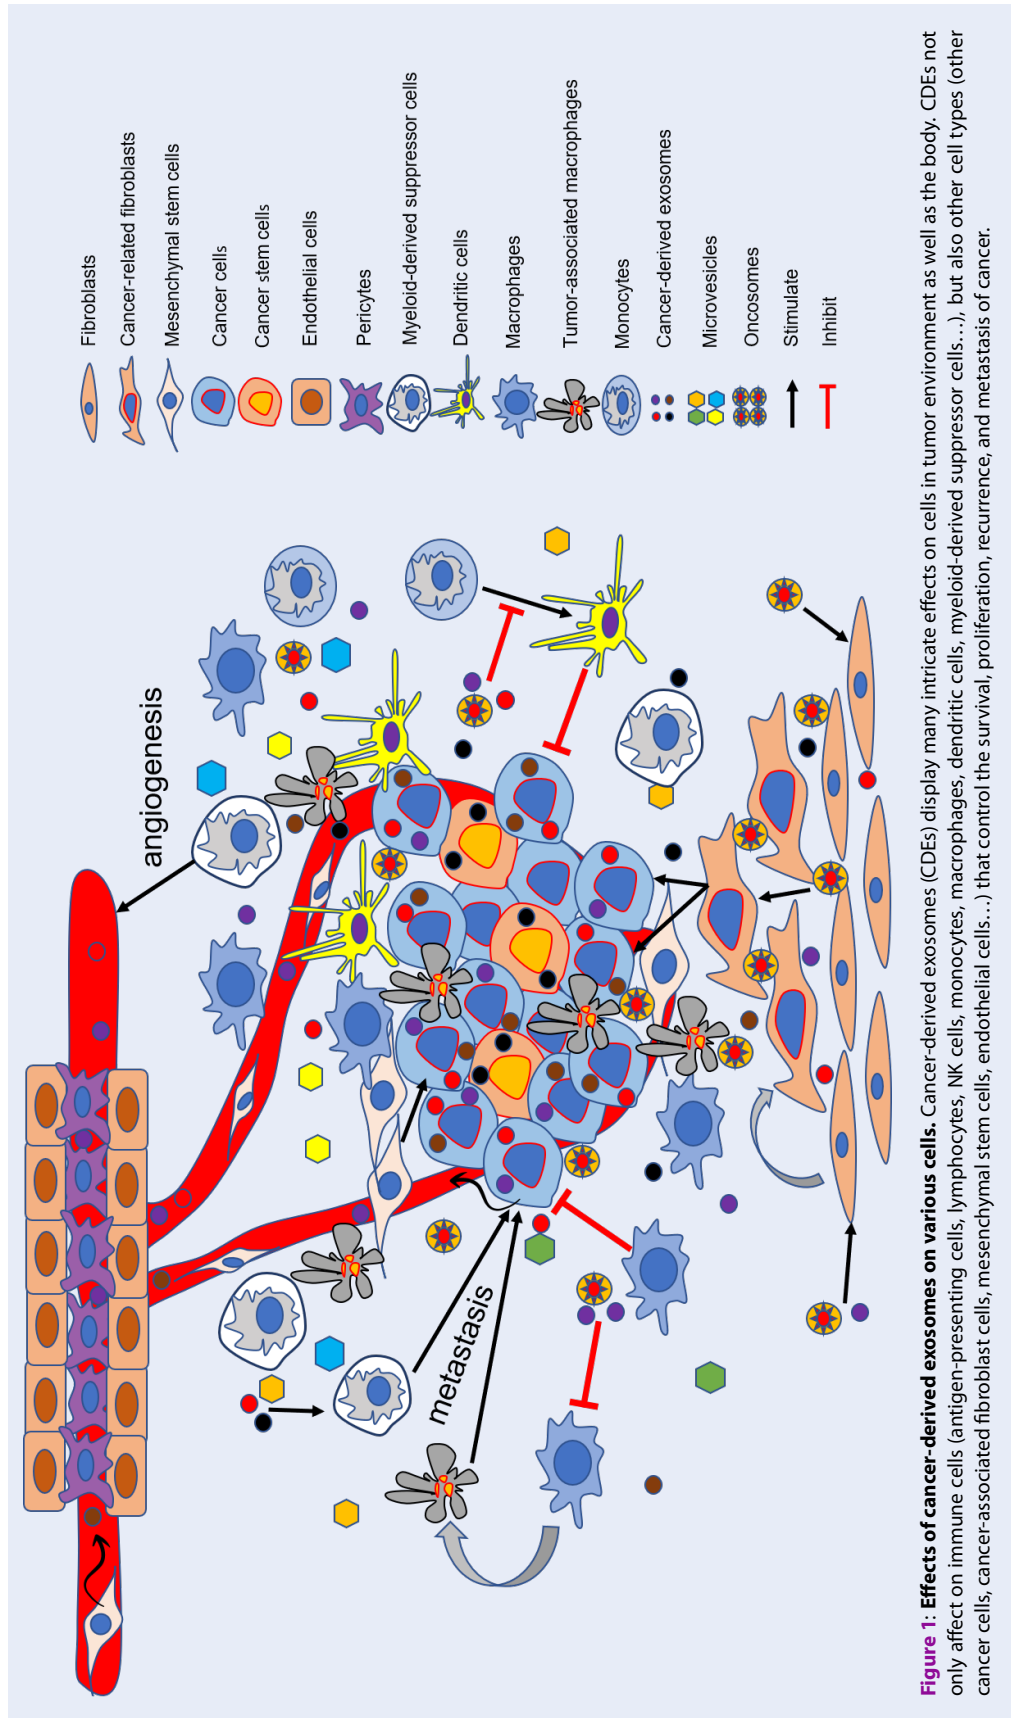 angiogenesis
metastasis
Fibroblasts
Cancer-related fibroblasts
Mesenchymal stem cells
Cancer cells
Cancer stem cells
Endothelial cells
Pericytes
Myeloid-derived suppressor cells
Dendritic cells
Macrophages
Tumor-associated macrophages
Monocytes
Cancer-derived exosomes
Microvesicles
Oncosomes
Stimulate
Inhibit
Figure 1: Effects of cancer-derived exosomes on various cells. Cancer-derived exosomes (CDEs) display many intricate effects on cells in tumor environment as well as the body. CDEs not
only affect on immune cells (antigen-presenting cells, lymphocytes, NK cells, monocytes, macrophages, dendritic cells, myeloid-derived suppressor cells...), but also other cell types (other
cancer cells, cancer-associated fibroblast cells, mesenchymal stem cells, endothelial cells...) that control the survival, proliferation, recurrence, and metastasis of cancer.